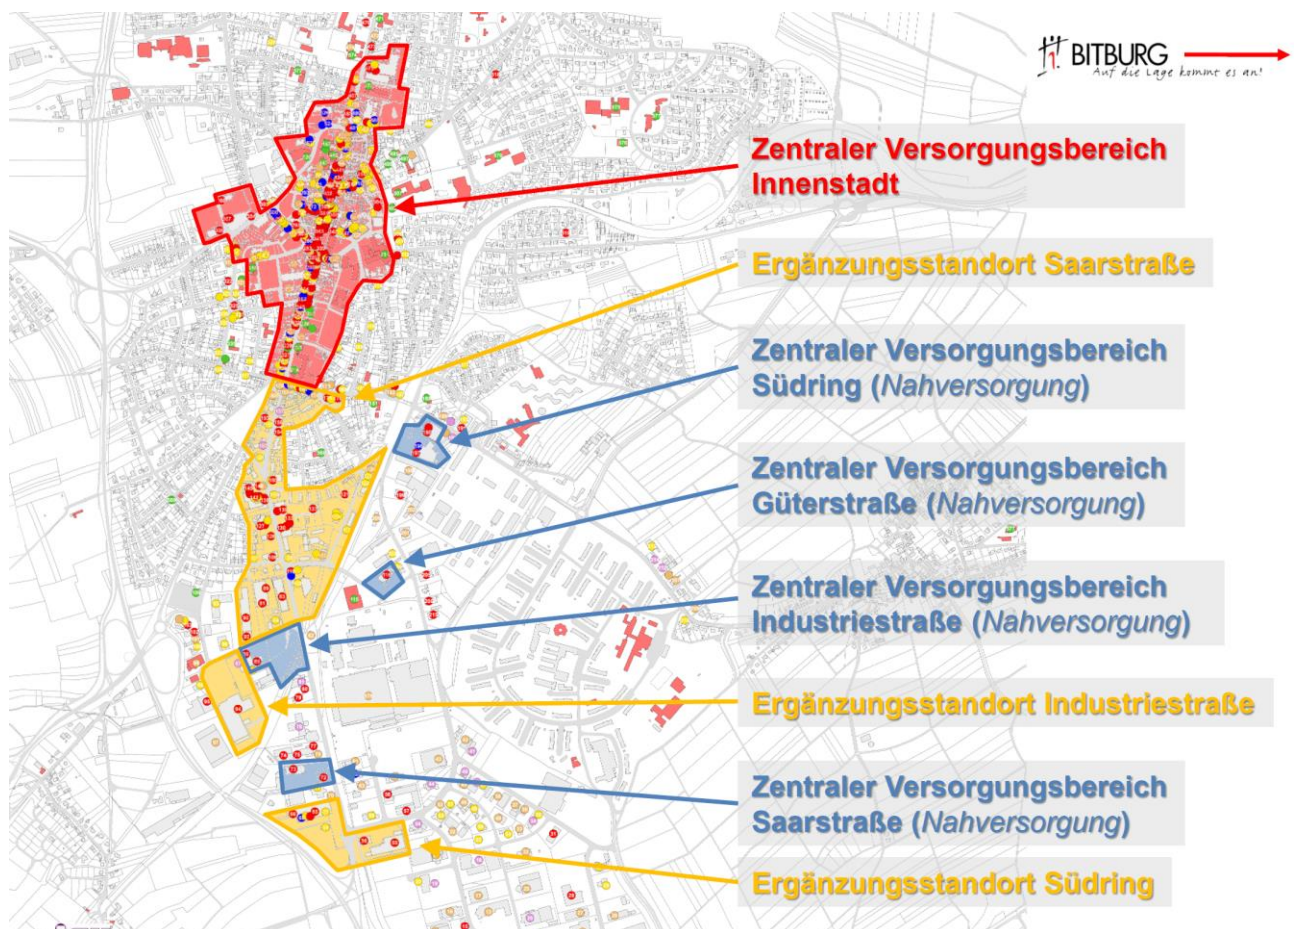 BITBURG
Auf die Lage kommt es an!
Zentraler Versorgungsbereich
Innenstadt
Ergänzungsstandort Saarstraße
Zentraler Versorgungsbereich
Südring (Nahversorgung)
Zentraler Versorgungsbereich
Güterstraße (Nahversorgung)
Zentraler Versorgungsbereich
Industriestraße (Nahversorgung)
Ergänzungsstandort Industriestraße
Zentraler Versorgungsbereich
Saarstraße (Nahversorgung)
Ergänzungsstandort Südring